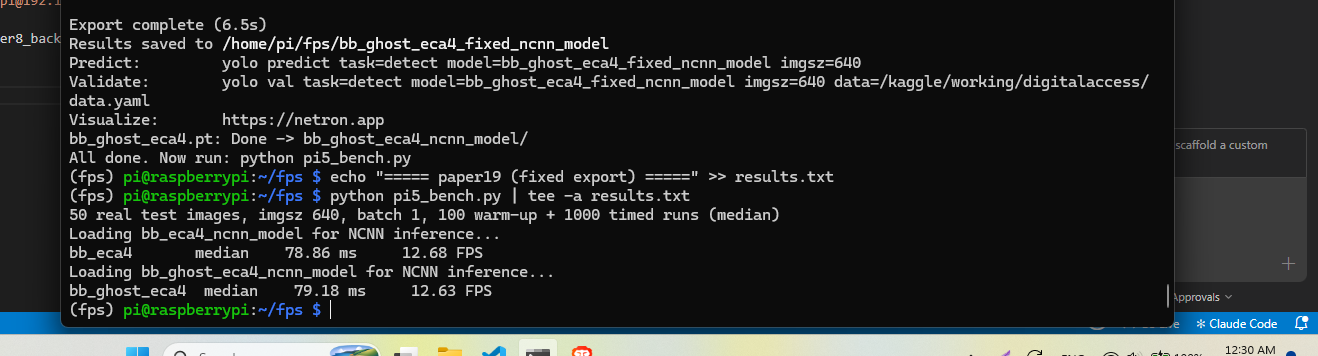 pi@192.1
er8_back
Export complete (6.5s)
Results saved to /home/pi/fps/bb_ghost_eca4_fixed_ncnn_model
Predict:         yolo predict task=detect model=bb_ghost_eca4_fixed_ncnn_model imgsz=640
Validate:        yolo val task=detect model=bb_ghost_eca4_fixed_ncnn_model imgsz=640 data=/kaggle/working/digitalaccess/
data.yaml
Visualize:       https://netron.app
bb_ghost_eca4.pt: Done -> bb_ghost_eca4_ncnn_model/
All done. Now run: python pi5_bench.py
(fps) pi@raspberrypi:~/fps $ echo "===== paper19 (fixed export) =====" >> results.txt
(fps) pi@raspberrypi:~/fps $ python pi5_bench.py | tee -a results.txt
50 real test images, imgsz 640, batch 1, 100 warm-up + 1000 timed runs (median)
Loading bb_eca4_ncnn_model for NCNN inference...
bb_eca4       median    78.86 ms     12.68 FPS
Loading bb_ghost_eca4_ncnn_model for NCNN inference...
bb_ghost_eca4  median    79.18 ms     12.63 FPS
(fps) pi@raspberrypi:~/fps $
scaffold a custom
Approvals
Claude Code
12:30 AM